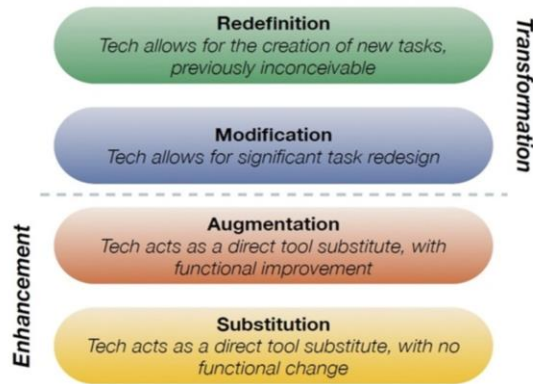 Redefinition
Tech allows for the creation of new tasks,
previously inconceivable
Transformation
Modification
Tech allows for significant task redesign
Augmentation
Tech acts as a direct tool substitute, with
functional improvement
Enhancement
Substitution
Tech acts as a direct tool substitute, with no
functional change